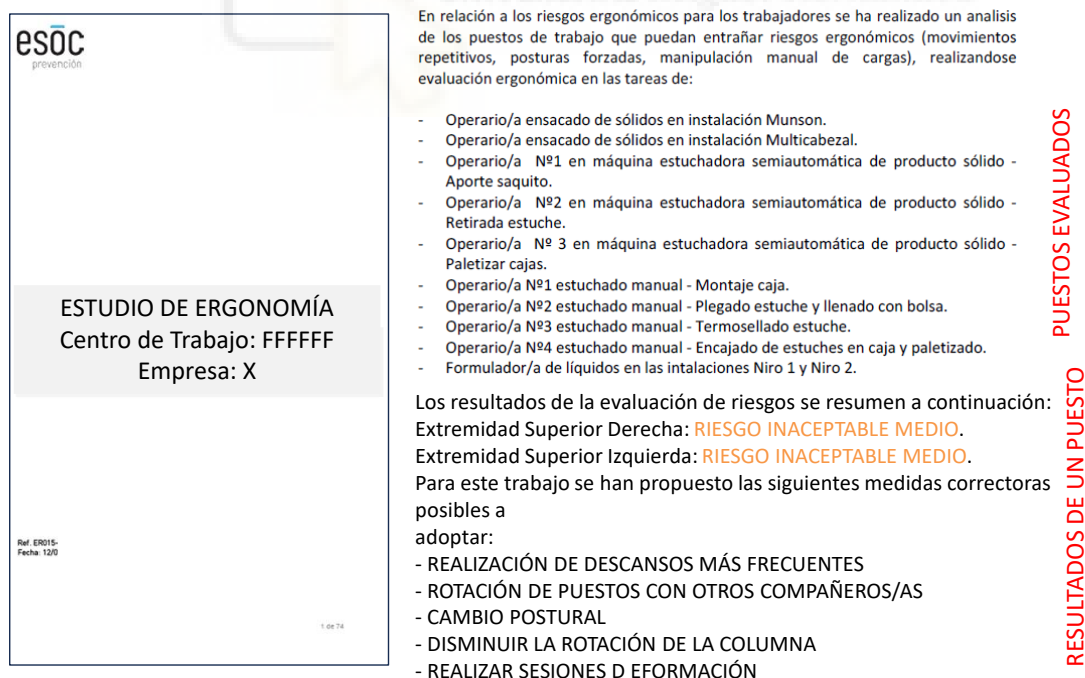 esōc
prevención
ESTUDIO DE ERGONOMÍA
Centro de Trabajo: FFFFFF
Empresa: X
Ref. ER015-
Fecha: 12/0
1 de 74
En relación a los riesgos ergonómicos para los trabajadores se ha realizado un analisis
de los puestos de trabajo que puedan entrañar riesgos ergonómicos (movimientos
repetitivos, posturas forzadas, manipulación manual de cargas), realizandose
evaluación ergonómica en las tareas de:
- Operario/a ensacado de sólidos en instalación Munson.
- Operario/a ensacado de sólidos en instalación Multicabezal.
- Operario/a Nº1 en máquina estuchadora semiautomática de producto sólido -
Aporte saquito.
- Operario/a Nº2 en máquina estuchadora semiautomática de producto sólido -
Retirada estuche.
- Operario/a Nº 3 en máquina estuchadora semiautomática de producto sólido -
Paletizar cajas.
- Operario/a Nº1 estuchado manual - Montaje caja.
- Operario/a Nº2 estuchado manual - Plegado estuche y llenado con bolsa.
- Operario/a Nº3 estuchado manual - Termosellado estuche.
- Operario/a Nº4 estuchado manual - Encajado de estuches en caja y paletizado.
- Formulador/a de líquidos en las intalaciones Niro 1 y Niro 2.
PUESTOS EVALUADOS
Los resultados de la evaluación de riesgos se resumen a continuación:
Extremidad Superior Derecha: RIESGO INACEPTABLE MEDIO.
Extremidad Superior Izquierda: RIESGO INACEPTABLE MEDIO.
Para este trabajo se han propuesto las siguientes medidas correctoras
posibles a
adoptar:
- REALIZACIÓN DE DESCANSOS MÁS FRECUENTES
- ROTACIÓN DE PUESTOS CON OTROS COMPAÑEROS/AS
- CAMBIO POSTURAL
- DISMINUIR LA ROTACIÓN DE LA COLUMNA
- REALIZAR SESIONES D EFORMACIÓN
RESULTADOS DE UN PUESTO